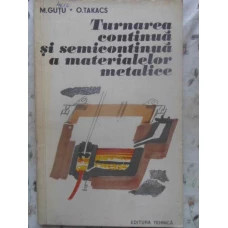 M.GUȚU • O.TAKACS
Turnarea
continuă
și semicontinuă
a materialelor
metalice
EDITURA TEHNICĂ